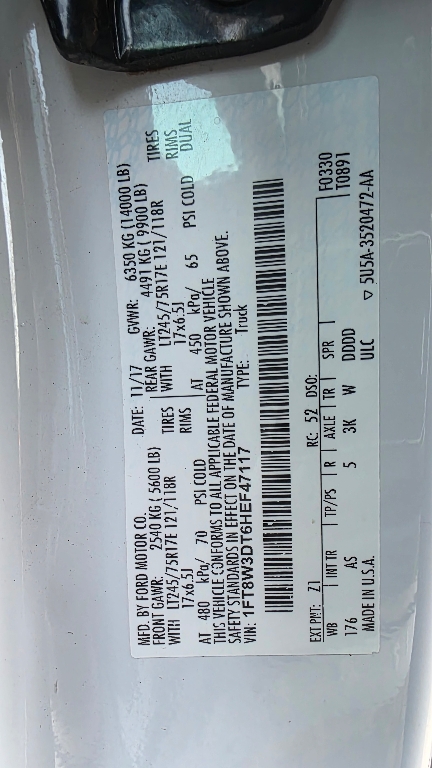 MFD. BY FORD MOTOR CO.
DATE: 11/17 GVWR: 6350 KG (14000 LB)
FRONT GAWR: 2540 KG ( 5600 LB) REAR GAWR: 4491 KG ( 9900 LB)
WITH LT245/75R17E 121/118R TIRES WITH LT245/75R17E 121/118R TIRES
17x6.5J RIMS 17x6.5J RIMS
AT 480 kPa/ 70 PSI COLD AT 450 kPa/ 65 PSI COLD DUAL
THIS VEHICLE CONFORMS TO ALL APPLICABLE FEDERAL MOTOR VEHICLE
SAFETY STANDARDS IN EFFECT ON THE DATE OF MANUFACTURE SHOWN ABOVE.
VIN: 1FT8W3DT6HEF47117 TYPE: Truck
F0330
T0891
EXT PNT: Z1 RC: 52 DSO:
WB INT TR TP/PS R AXLE TR SPR
176 AS 5 3K W DDDD
MADE IN U.S.A. ULC
▽ 5U5A-3520472-AA